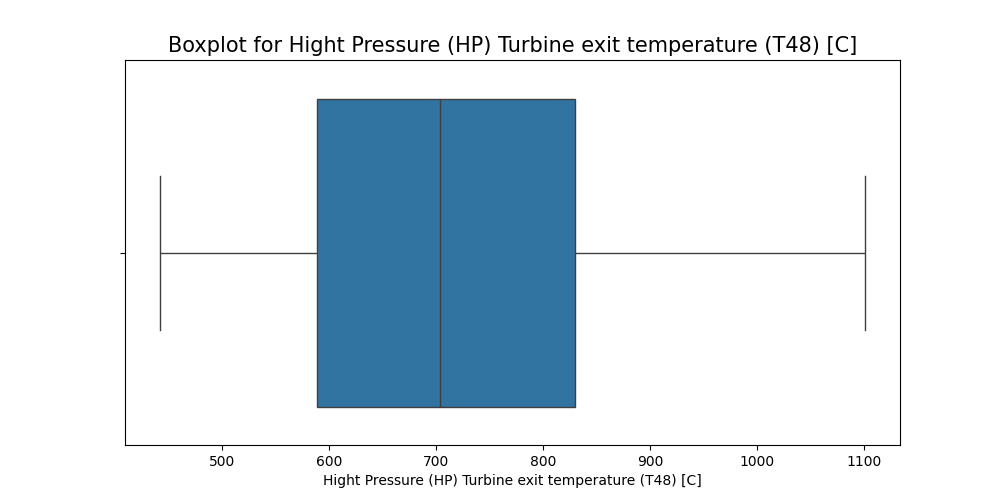 Boxplot for Hight Pressure (HP) Turbine exit temperature (T48) [C]
500 600 700 800 900 1000 1100
Hight Pressure (HP) Turbine exit temperature (T48) [C]